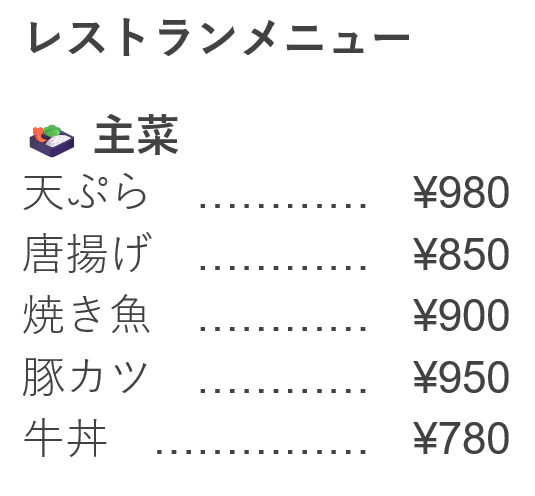 レストランメニュー
🍱 主菜
天ぷら ............ ¥980
唐揚げ ............ ¥850
焼き魚 ............ ¥900
豚カツ ............ ¥950
牛丼 ............... ¥780